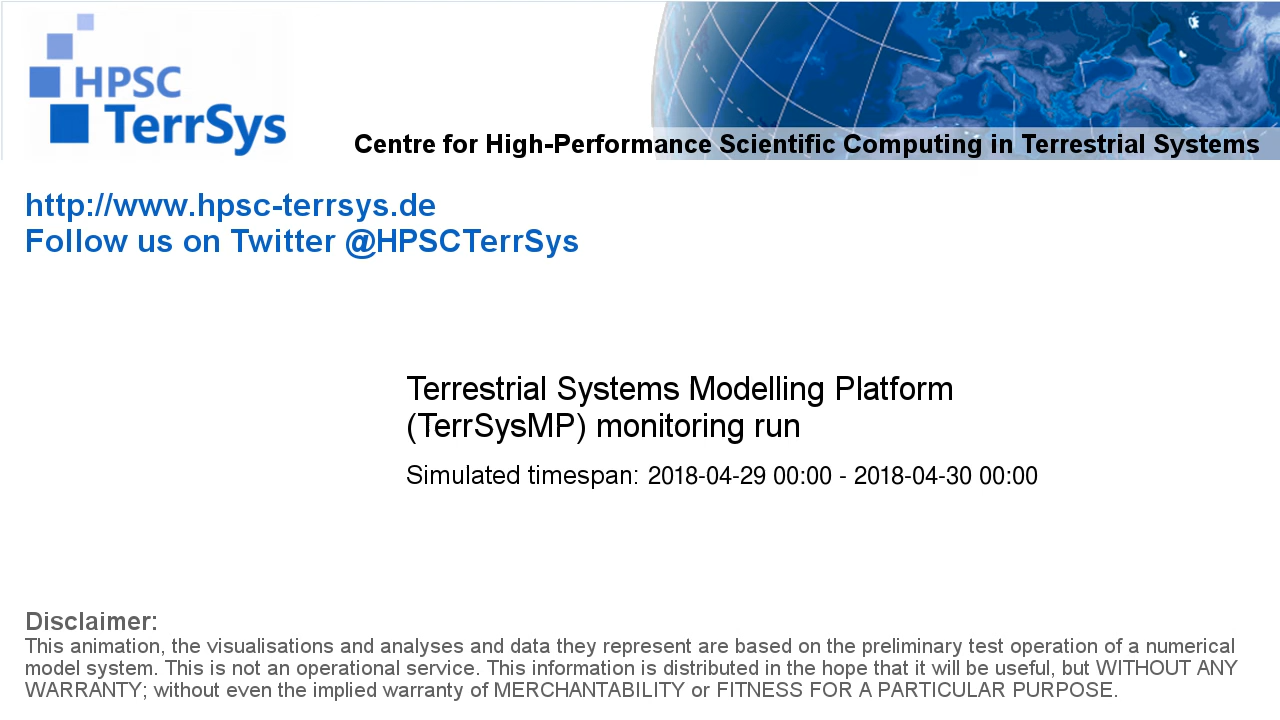 HPSC
TerrSys
Centre for High-Performance Scientific Computing in Terrestrial Systems
http://www.hpsc-terrsys.de
Follow us on Twitter @HPSCTerrSys
Terrestrial Systems Modelling Platform
(TerrSysMP) monitoring run
Simulated timespan: 2018-04-29 00:00 - 2018-04-30 00:00
Disclaimer:
This animation, the visualisations and analyses and data they represent are based on the preliminary test operation of a numerical
model system. This is not an operational service. This information is distributed in the hope that it will be useful, but WITHOUT ANY
WARRANTY; without even the implied warranty of MERCHANTABILITY or FITNESS FOR A PARTICULAR PURPOSE.